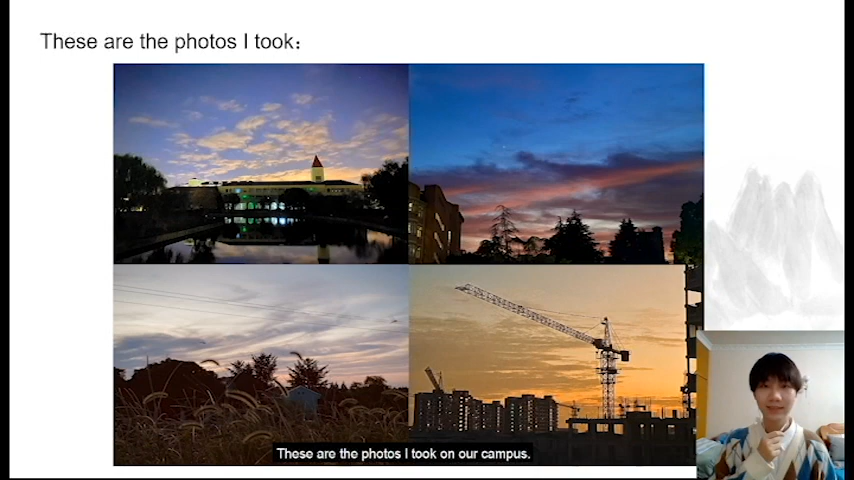 These are the photos I took：
These are the photos I took on our campus.